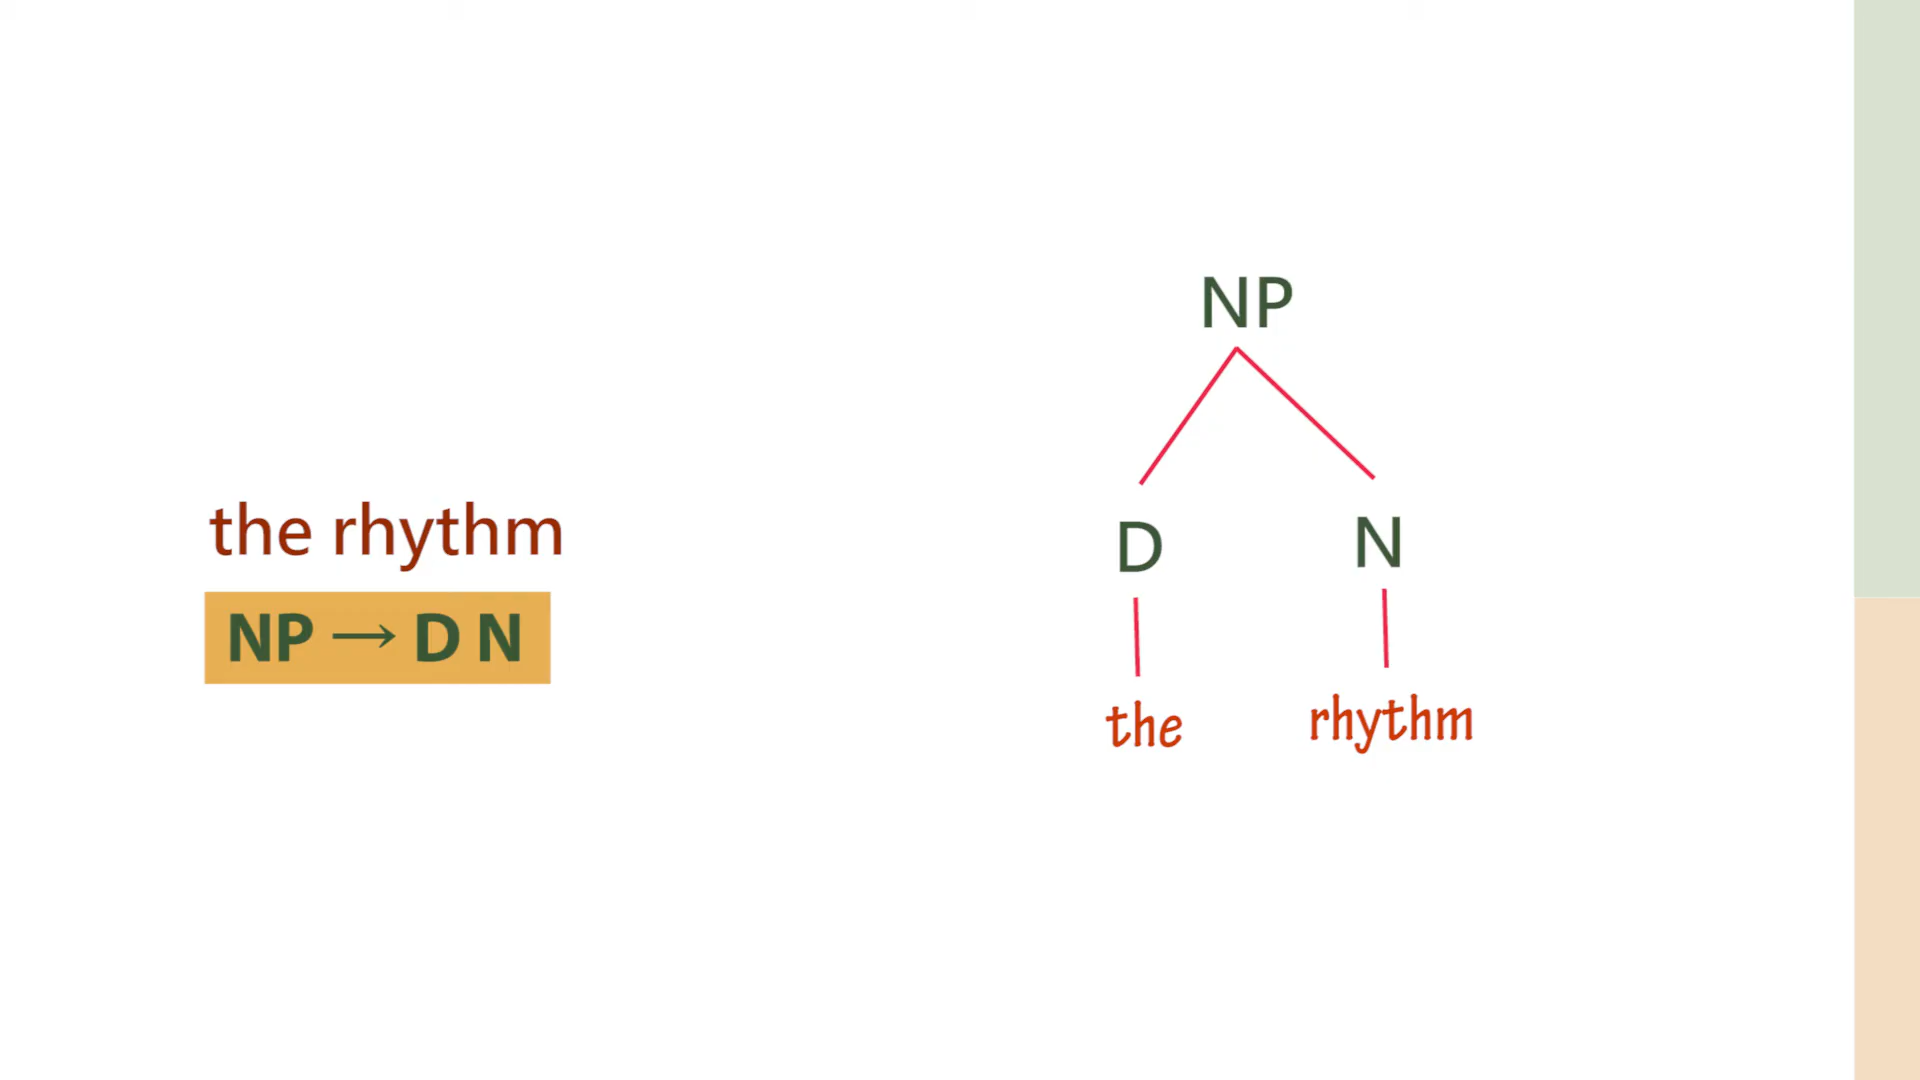 the rhythm
NP → D N
NP
D N
the rhythm